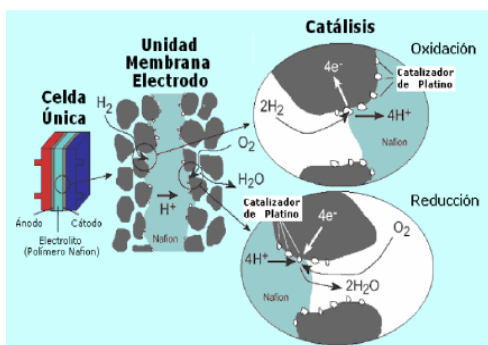 Celda
Única
Ánodo
Cátodo
Electrolito
(Polímero Nafion)
Unidad
Membrana
Electrodo
H2
O2
H2O
H+
Nafion
Catálisis
Oxidación
4e-
Catalizador
de Platino
2H2
4H+
Nafion
Reducción
Catalizador
de Platino
4e-
O2
4H+
2H2O
Nafion